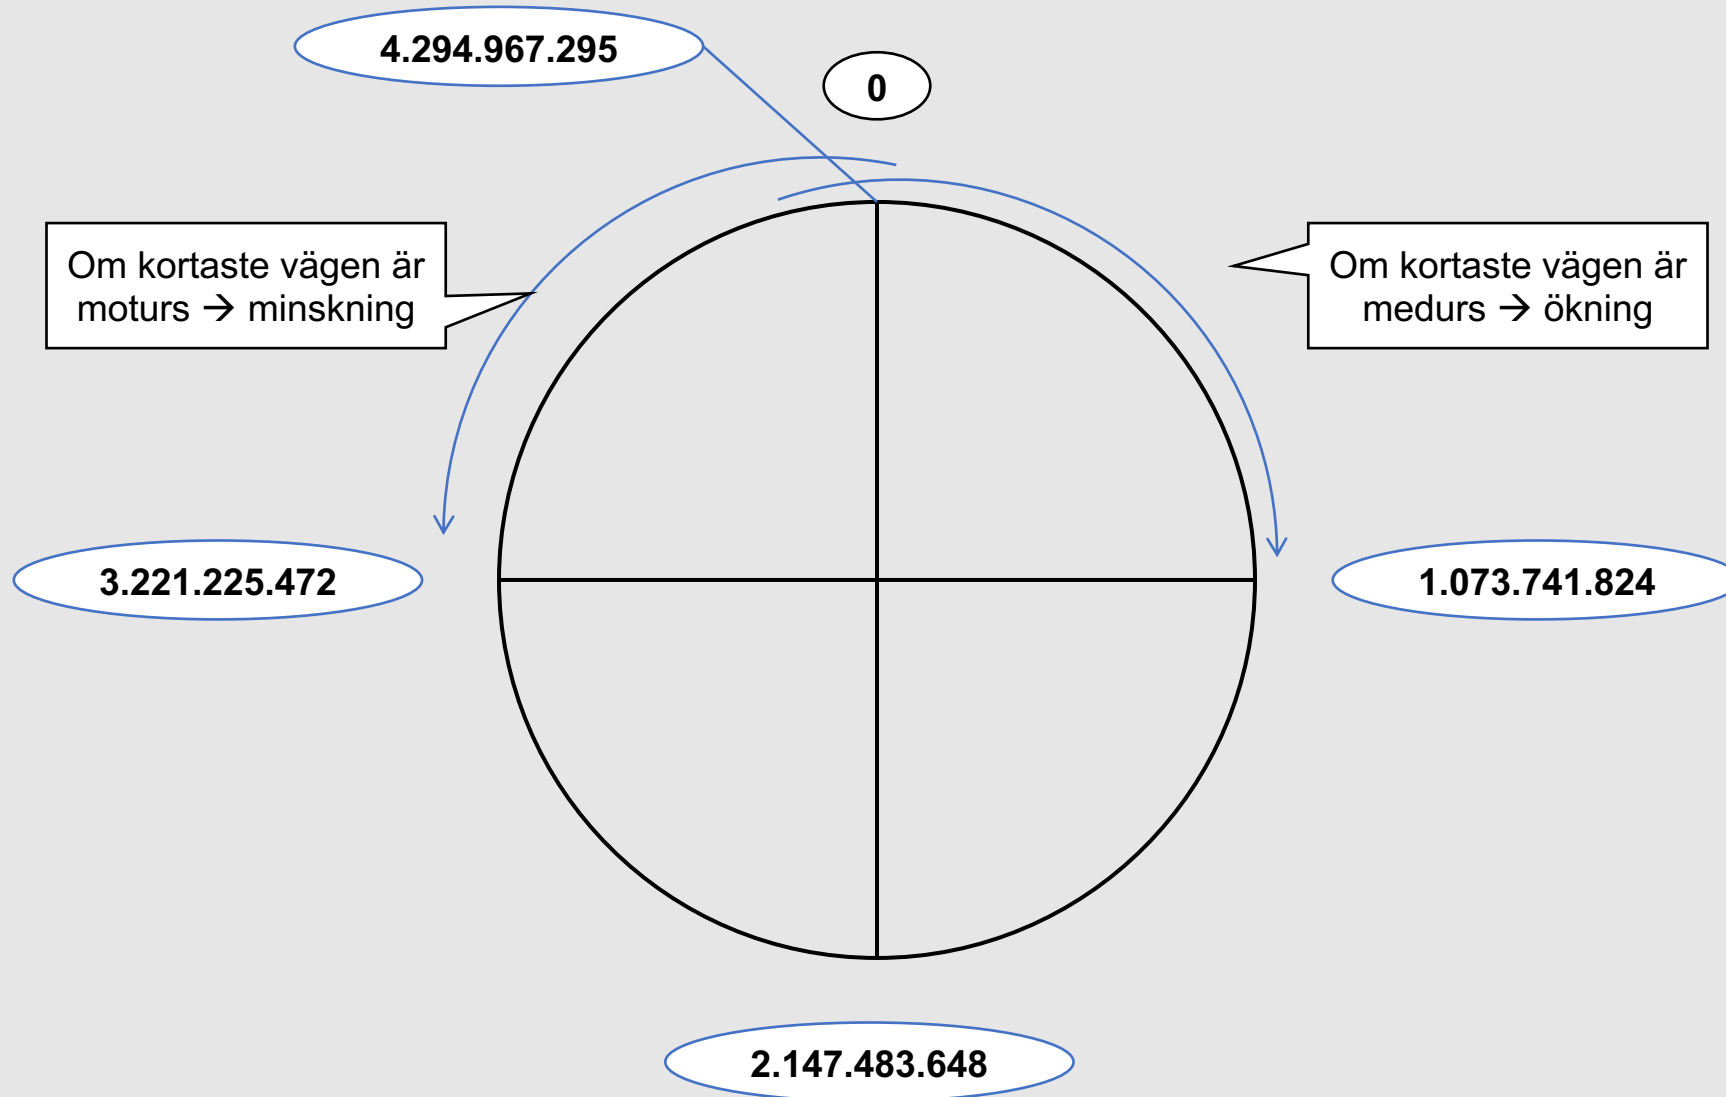 4.294.967.295
0
Om kortaste vägen är
moturs → minskning
Om kortaste vägen är
medurs → ökning
3.221.225.472
1.073.741.824
2.147.483.648